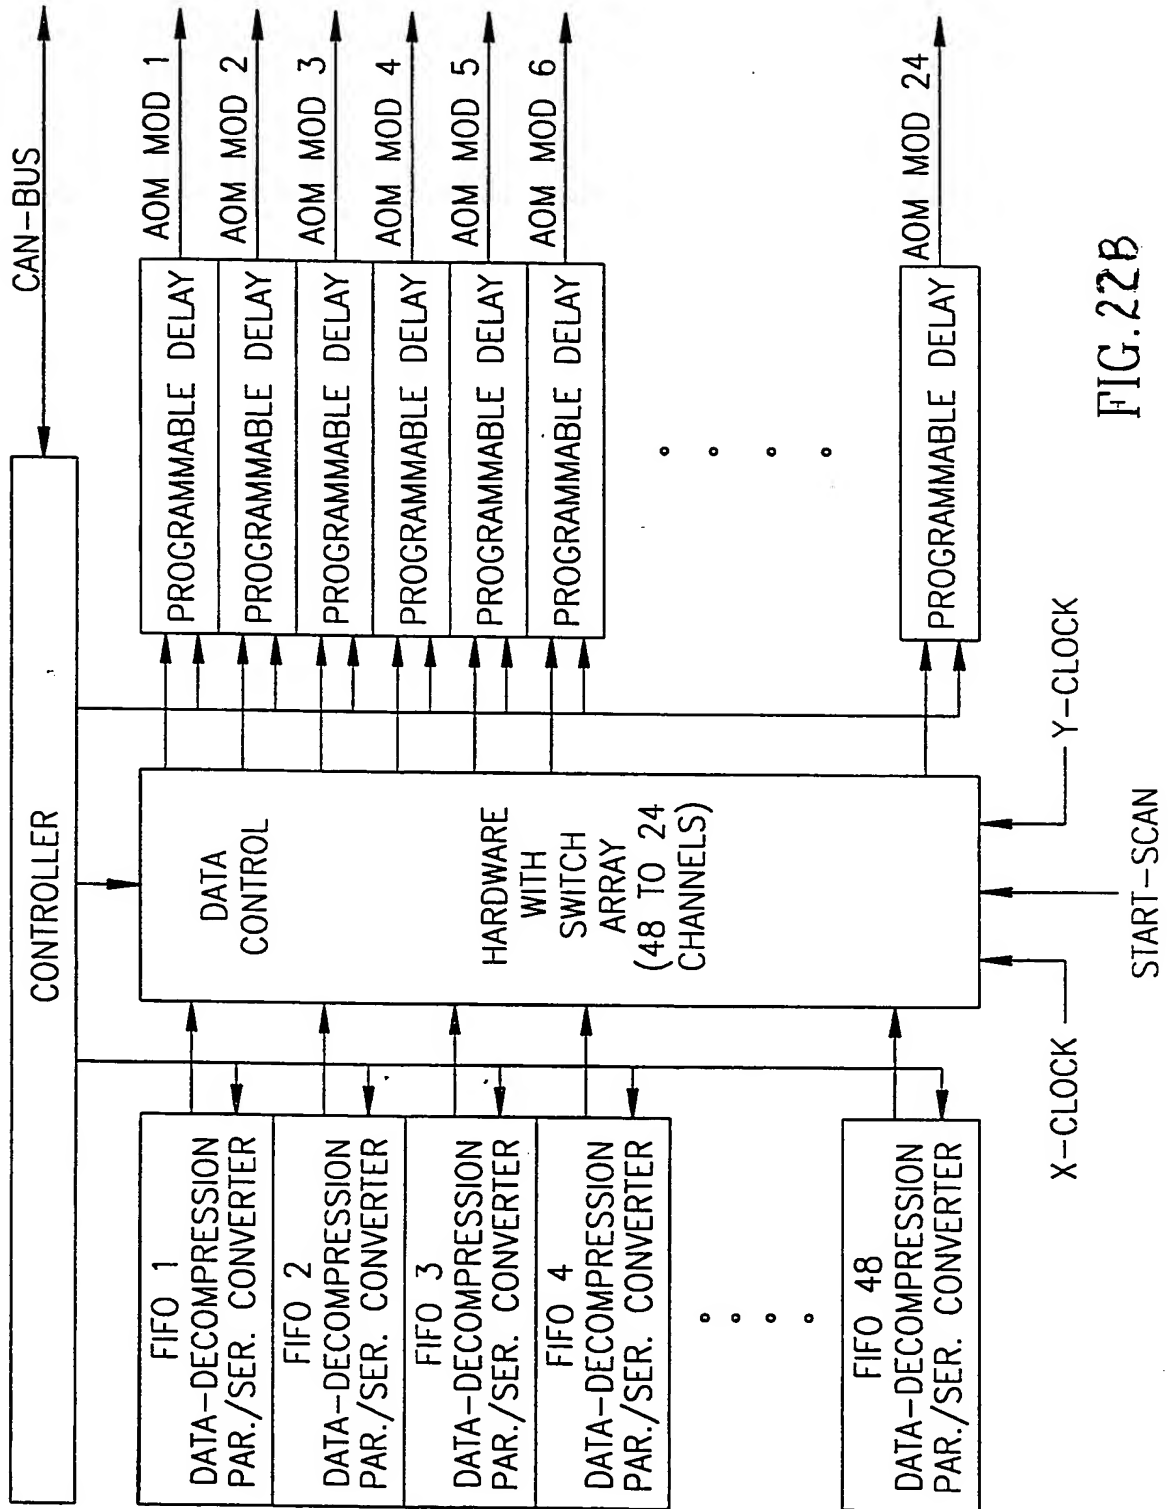 CAN-BUS
CONTROLLER
FIFO 1
DATA-DECOMPRESSION
PAR./SER. CONVERTER
FIFO 2
DATA-DECOMPRESSION
PAR./SER. CONVERTER
FIFO 3
DATA-DECOMPRESSION
PAR./SER. CONVERTER
FIFO 4
DATA-DECOMPRESSION
PAR./SER. CONVERTER
FIFO 48
DATA-DECOMPRESSION
PAR./SER. CONVERTER
DATA
CONTROL
HARDWARE
WITH
SWITCH
ARRAY
(48 TO 24
CHANNELS)
X-CLOCK
START-SCAN
Y-CLOCK
PROGRAMMABLE DELAY
AOM MOD 1
PROGRAMMABLE DELAY
AOM MOD 2
PROGRAMMABLE DELAY
AOM MOD 3
PROGRAMMABLE DELAY
AOM MOD 4
PROGRAMMABLE DELAY
AOM MOD 5
PROGRAMMABLE DELAY
AOM MOD 6
PROGRAMMABLE DELAY
AOM MOD 24
FIG.22B